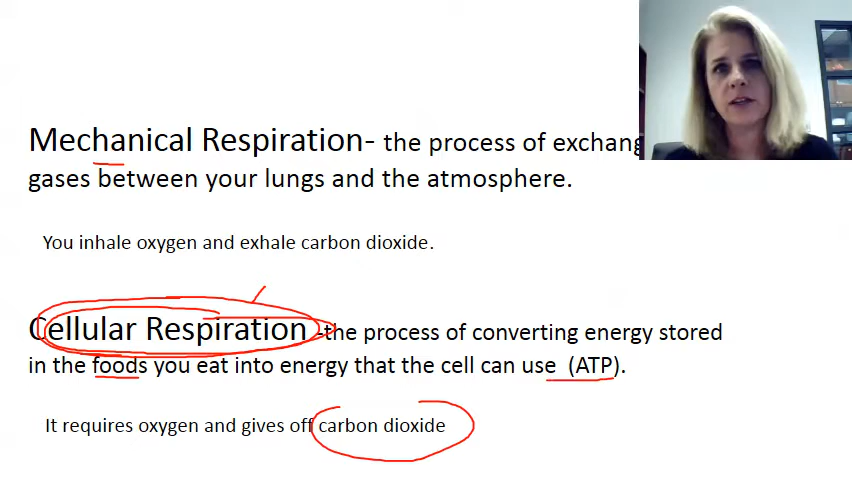 Mechanical Respiration- the process of exchang
gases between your lungs and the atmosphere.
You inhale oxygen and exhale carbon dioxide.
Cellular Respiration -the process of converting energy stored
in the foods you eat into energy that the cell can use (ATP).
It requires oxygen and gives off carbon dioxide